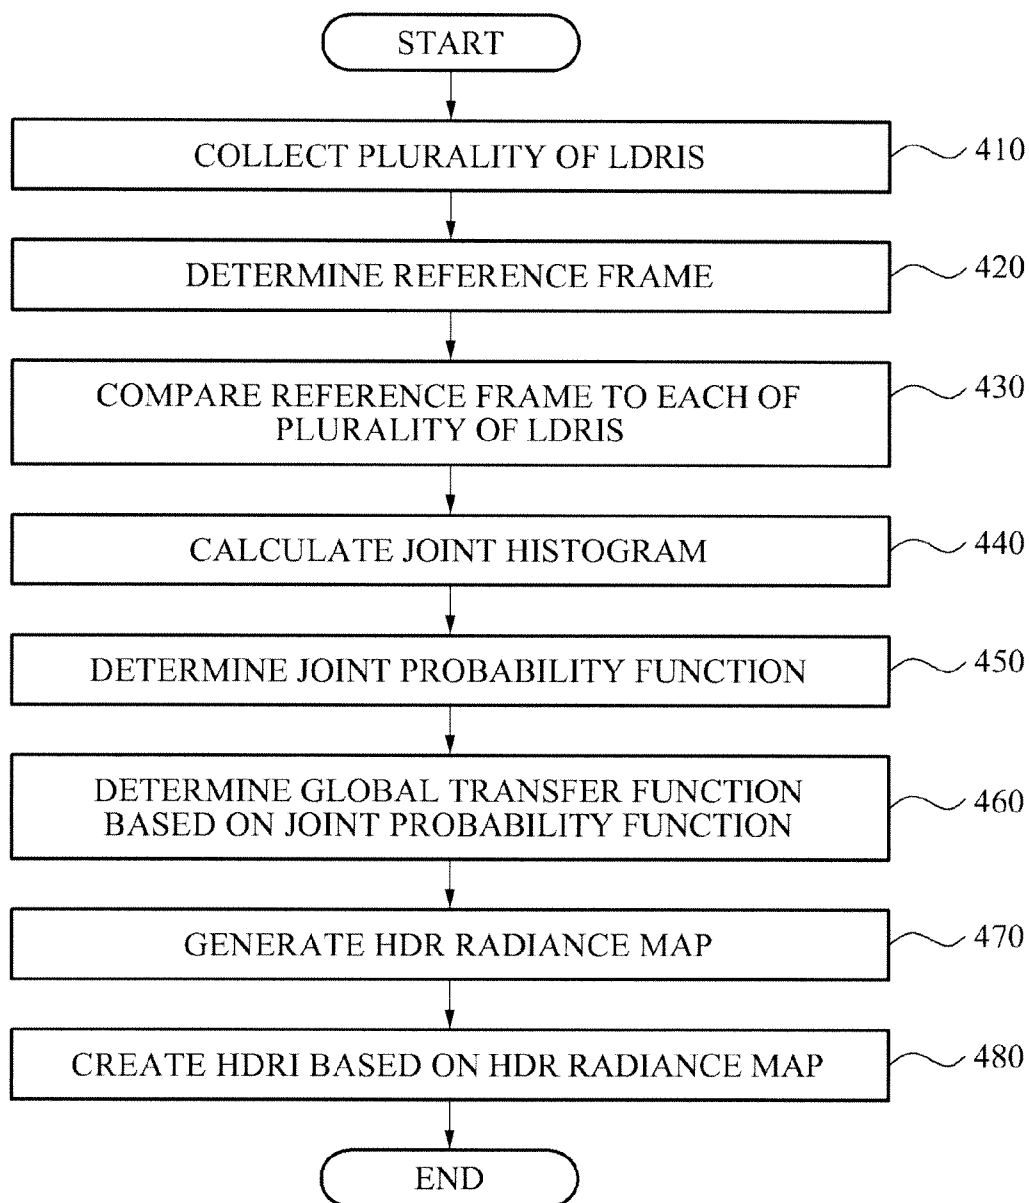 START
COLLECT PLURALITY OF LDRIS
410
DETERMINE REFERENCE FRAME
420
COMPARE REFERENCE FRAME TO EACH OF
PLURALITY OF LDRIS
430
CALCULATE JOINT HISTOGRAM
440
DETERMINE JOINT PROBABILITY FUNCTION
450
DETERMINE GLOBAL TRANSFER FUNCTION
BASED ON JOINT PROBABILITY FUNCTION
460
GENERATE HDR RADIANCE MAP
470
CREATE HDRI BASED ON HDR RADIANCE MAP
480
END